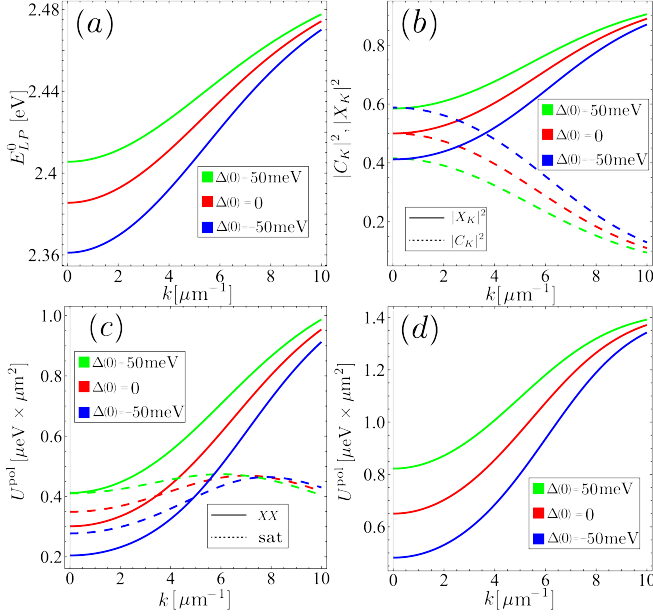 (a)
2.48
2.44
2.4
2.36
E⁰_LP [eV]
Δ(0)=50meV
Δ(0)=0
Δ(0)=-50meV
0 2 4 6 8 10
k[μm⁻¹]
(b)
0.8
0.6
0.4
0.2
|C_K|², |X_K|²
Δ(0)=50meV
Δ(0)=0
Δ(0)=-50meV
|X_K|²
|C_K|²
0 2 4 6 8 10
k[μm⁻¹]
(c)
1.0
0.8
0.6
0.4
0.2
U^pol [μeV × μm²]
Δ(0)=50meV
Δ(0)=0
Δ(0)=-50meV
XX
sat
0 2 4 6 8 10
k[μm⁻¹]
(d)
1.4
1.2
1.0
0.8
0.6
U^pol [μeV × μm²]
Δ(0)=50meV
Δ(0)=0
Δ(0)=-50meV
0 2 4 6 8 10
k[μm⁻¹]